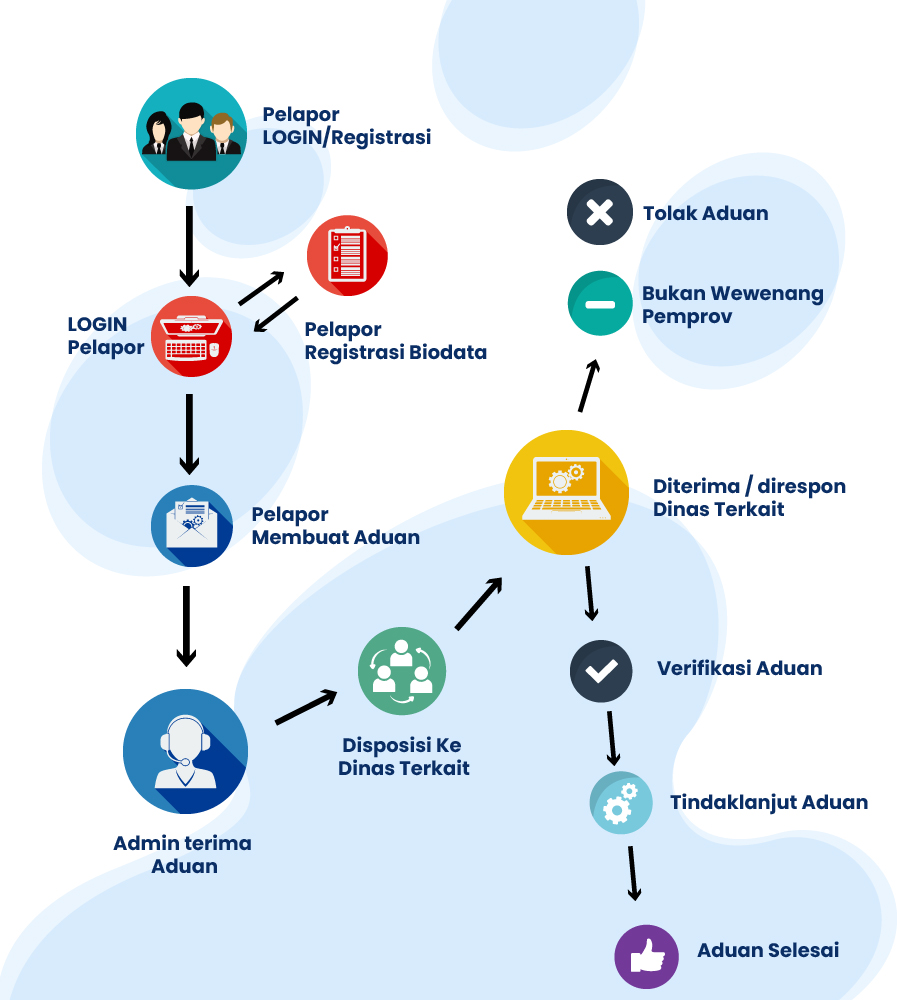 Pelapor
LOGIN/Registrasi
LOGIN
Pelapor
Pelapor
Registrasi Biodata
Pelapor
Membuat Aduan
Admin terima
Aduan
Disposisi Ke
Dinas Terkait
Diterima / direspon
Dinas Terkait
Tolak Aduan
Bukan Wewenang
Pemprov
Verifikasi Aduan
Tindaklanjut Aduan
Aduan Selesai